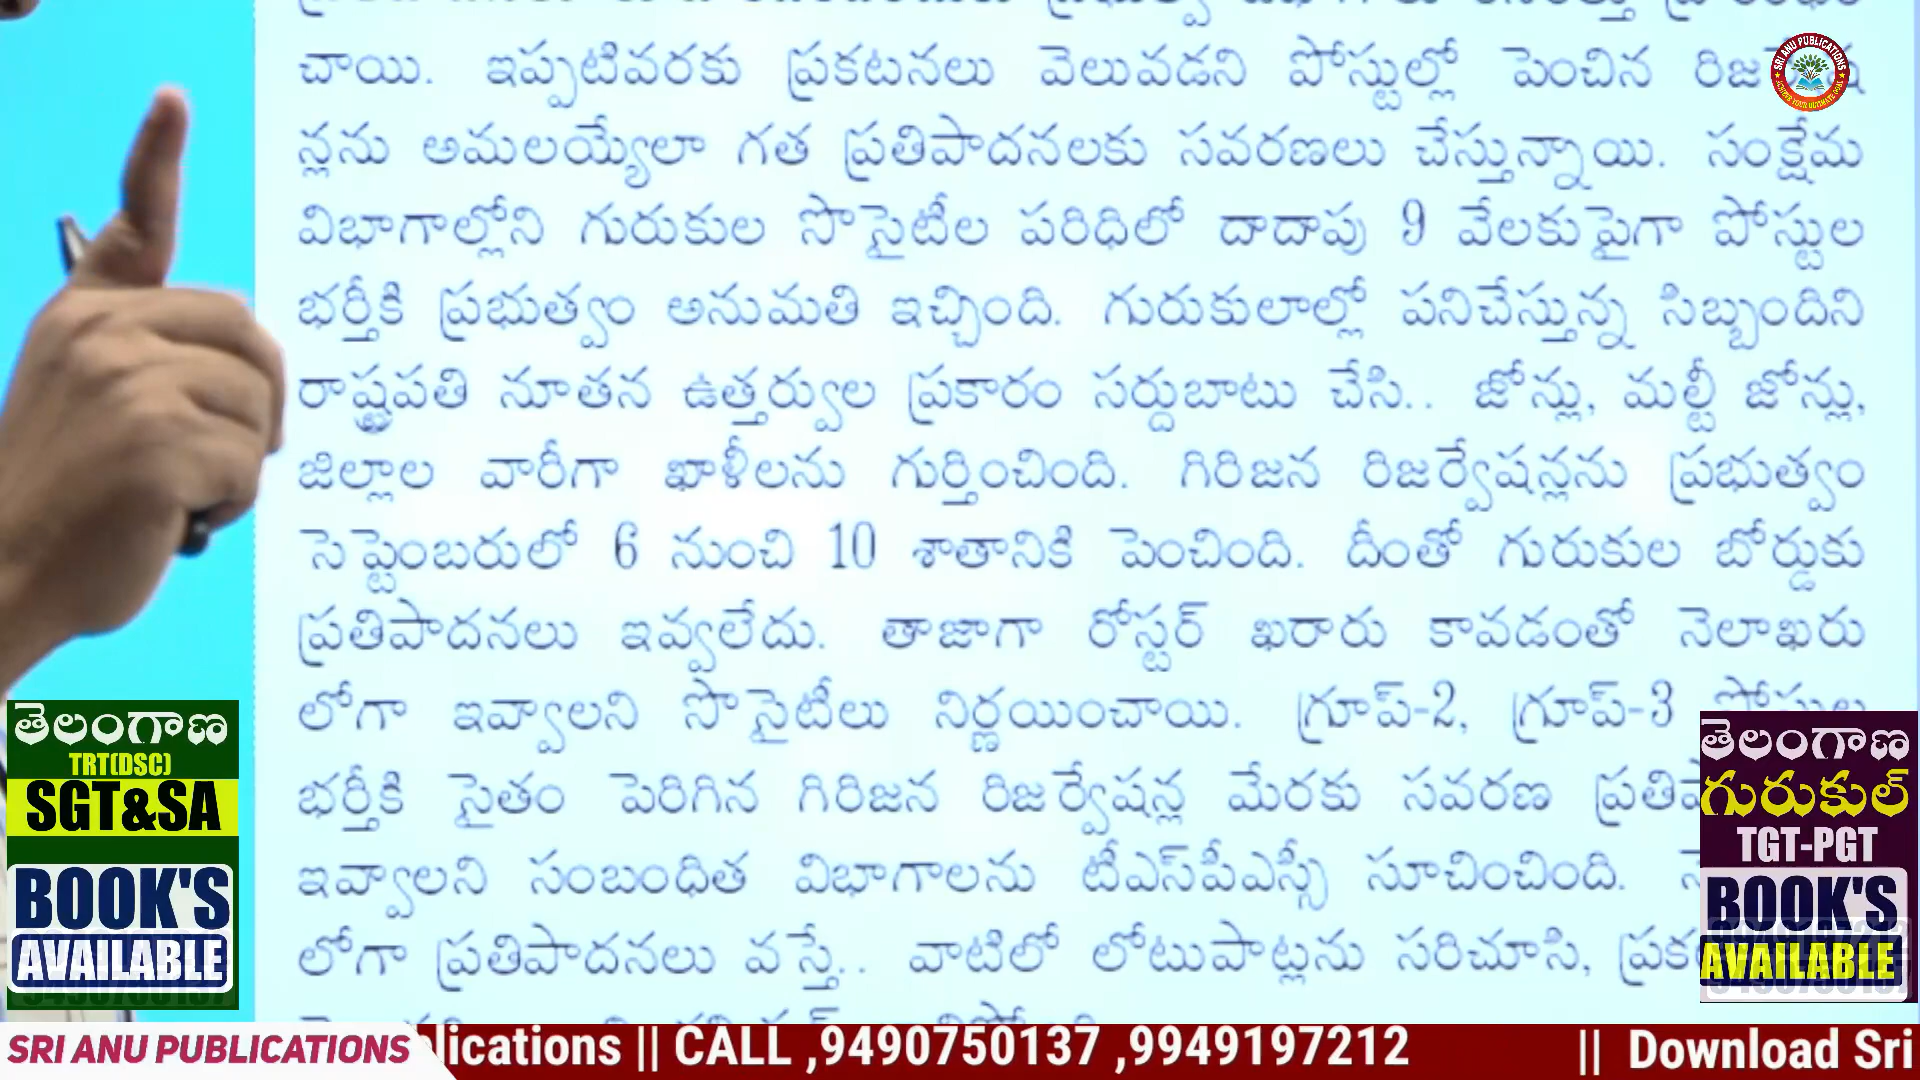 చాయి. ఇప్పటివరకు ప్రకటనలు వెలువడని పోస్టుల్లో పెంచిన
న్లను అమలయ్యేలా గత ప్రతిపాదనలకు సవరణలు చేస్తున్నాయి. సంక్షేమ
విభాగాల్లోని గురుకుల సొసైటీల పరిధిలో దాదాపు 9 వేలకుపైగా పోస్టుల
భర్తీకి ప్రభుత్వం అనుమతి ఇచ్చింది. గురుకులాల్లో పనిచేస్తున్న సిబ్బందిని
రాష్ట్రపతి నూతన ఉత్తర్వుల ప్రకారం సర్దుబాటు చేసి.. జోన్లు, మల్టీ జోన్లు,
జిల్లాల వారీగా ఖాళీలను గుర్తించింది. గిరిజన రిజర్వేషన్లను ప్రభుత్వం
సెప్టెంబరులో 6 నుంచి 10 శాతానికి పెంచింది. దీంతో గురుకుల బోర్డుకు
ప్రతిపాదనలు ఇవ్వలేదు. తాజాగా రోస్టర్ ఖరారు కావడంతో నెలాఖరు
లోగా ఇవ్వాలని సొసైటీలు నిర్ణయించాయి. గ్రూప్-2, గ్రూప్-3 పోస్టుల
భర్తీకి సైతం పెరిగిన గిరిజన రిజర్వేషన్ల మేరకు సవరణ
ఇవ్వాలని సంబంధిత విభాగాలను టీఎస్‌పీఎస్సీ సూచించింది.
లోగా ప్రతిపాదనలు వస్తే.. వాటిలో లోటుపాట్లను సరిచూసి,
SRI ANU PUBLICATIONS
తెలంగాణ
TRT(DSC)
SGT&SA
BOOK'S
AVAILABLE
తెలంగాణ
గురుకుల్
TGT-PGT
BOOK'S
AVAILABLE
SRI ANU PUBLICATIONS
lications || CALL ,9490750137 ,9949197212 || Download Sri